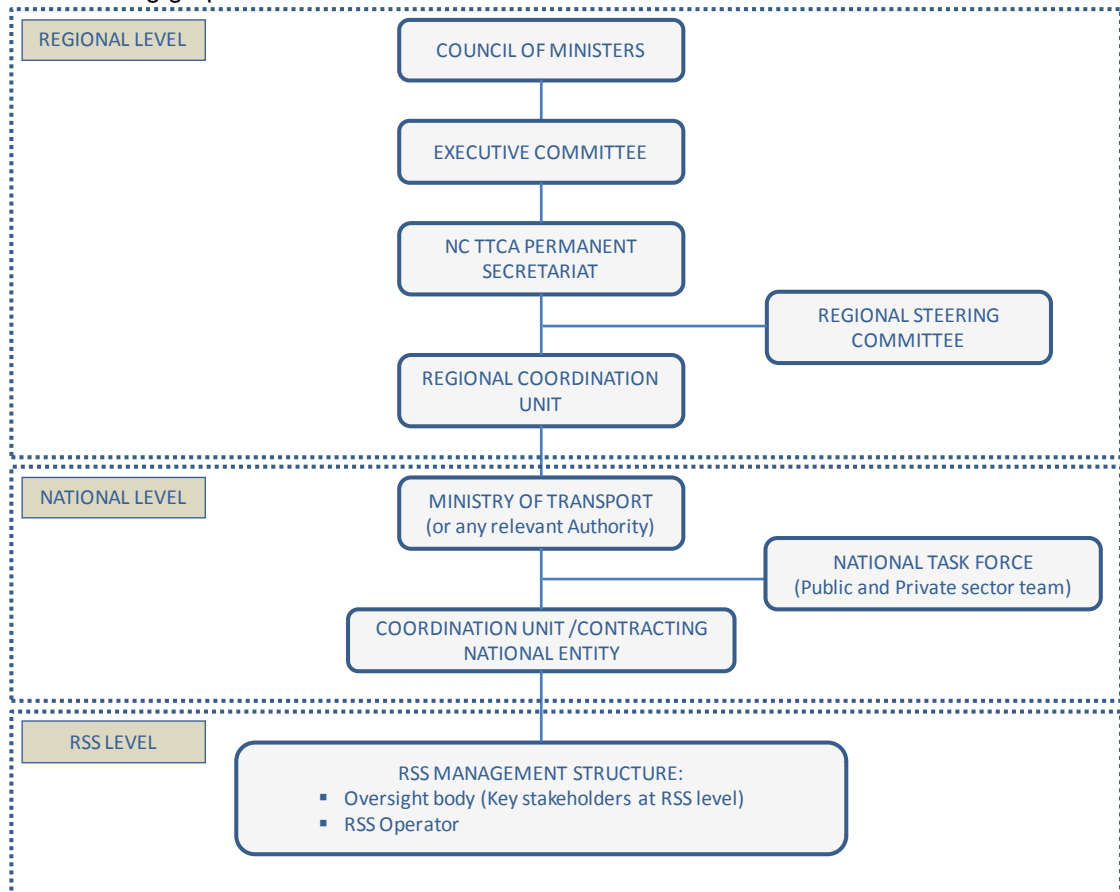 REGIONAL LEVEL
COUNCIL OF MINISTERS
EXECUTIVE COMMITTEE
NC TTCA PERMANENT
SECRETARIAT
REGIONAL STEERING
COMMITTEE
REGIONAL COORDINATION
UNIT
NATIONAL LEVEL
MINISTRY OF TRANSPORT
(or any relevant Authority)
NATIONAL TASK FORCE
(Public and Private sector team)
COORDINATION UNIT /CONTRACTING
NATIONAL ENTITY
RSS LEVEL
RSS MANAGEMENT STRUCTURE:
▪ Oversight body (Key stakeholders at RSS level)
▪ RSS Operator